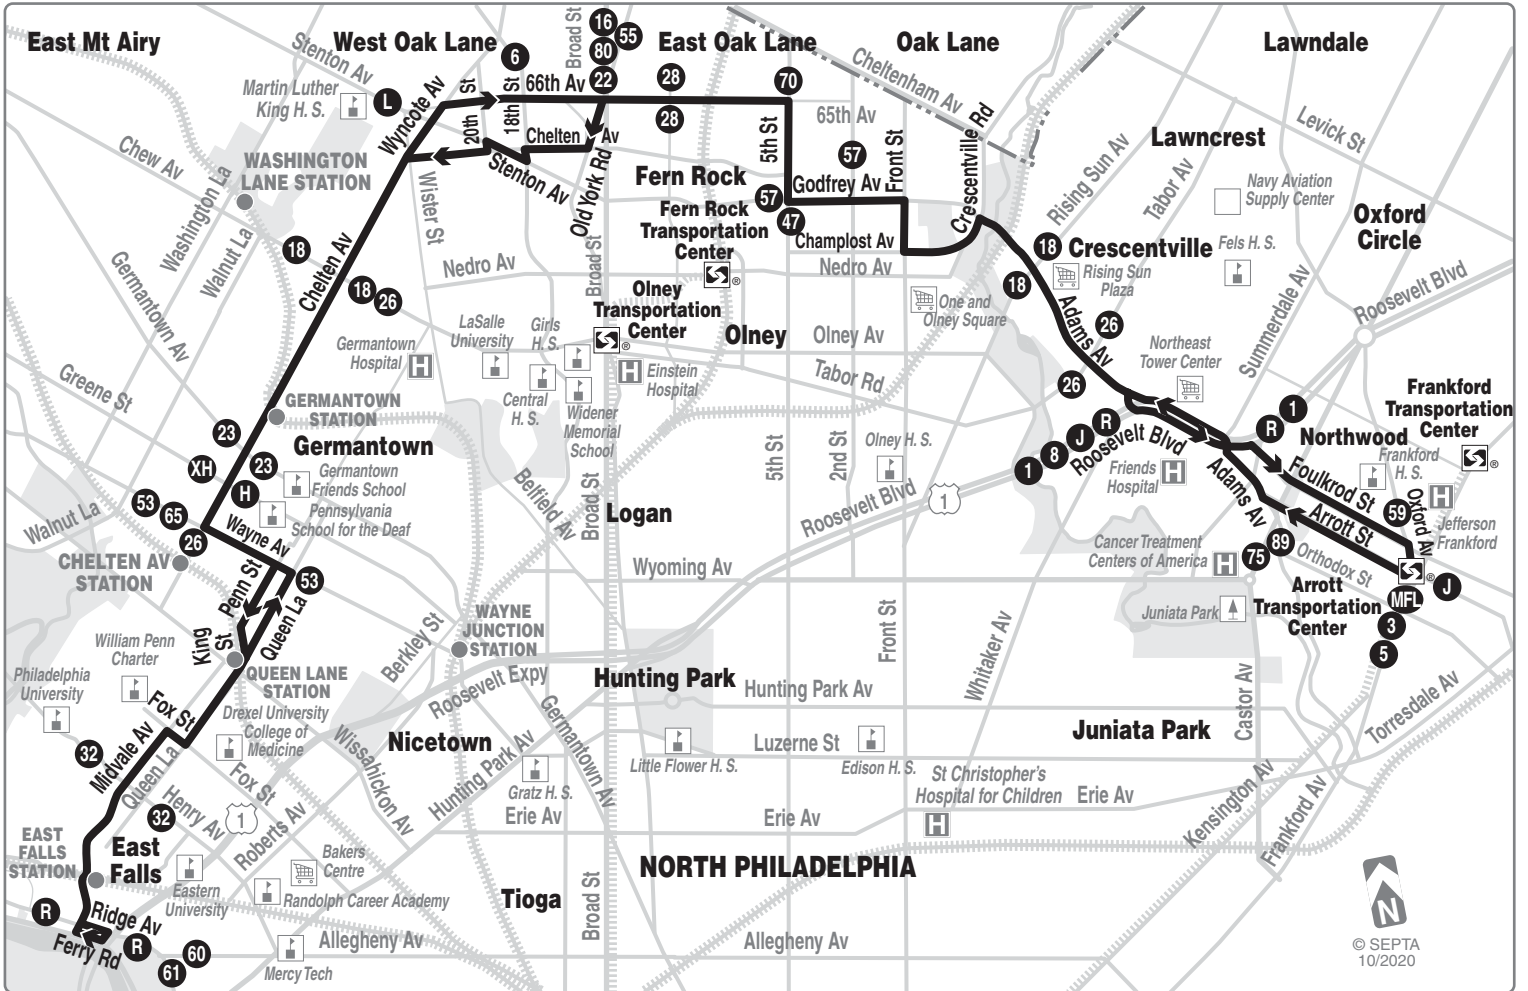 East Mt Airy
West Oak Lane
East Oak Lane
Oak Lane
Lawndale
Broad St
16
55
80
22
6
28
28
70
Stenton Av
Martin Luther
King H. S.
L
Wyncote Av
20th St
18th St
66th Av
Chelten Av
Stenton Av
Old York Rd
65th Av
5th St
57
Front St
Godfrey Av
57
47
Champlost Av
Nedro Av
Cheltenham Av
Crescentville Rd
Levick St
Lawncrest
Rising Sun Av
Tabor Av
Navy Aviation
Supply Center
Oxford
Circle
Chew Av
WASHINGTON
LANE STATION
Washington La
Walnut La
Wister St
Fern Rock
Fern Rock
Transportation
Center
®
18
Germantown Av
Chelten Av
18
26
Nedro Av
Broad St
Olney
Transportation
Center
®
Olney
18
Crescentville
Fels H. S.
18
Rising Sun
Plaza
One and
Olney Square
Adams Av
26
Summerdale Av
Roosevelt Blvd
LaSalle
University
Girls
H. S.
Germantown
Hospital
H
Central
H. S.
Widener
Memorial
School
H
Einstein
Hospital
Olney Av
Tabor Rd
Northeast
Tower Center
26
Greene St
GERMANTOWN
STATION
23
Germantown
XH
23
H
Germantown
Friends School
Pennsylvania
School for the Deaf
Frankford
Transportation
Center
®
1
R
Northwood
Frankford
H. S.
R
J
8
1
Roosevelt Blvd
Olney H. S.
5th St
2nd St
Roosevelt Blvd
1
Friends
Hospital
H
Adams Av
Foulkrod St
Arrott St
59
Oxford Av
H
Jefferson
Frankford
53
65
26
Walnut La
Wayne Av
CHELTEN AV
STATION
Belfield Av
Broad St
Logan
Wyoming Av
Cancer Treatment
Centers of America
H
75
89
Orthodox St
®
J
MFL
3
5
Arrott
Transportation
Center
Juniata Park
53
Penn St
Queen La
King
St
WAYNE
JUNCTION
STATION
Berkley St
William Penn
Charter
Philadelphia
University
QUEEN LANE
STATION
Drexel University
College of
Medicine
Fox St
Midvale Av
32
Queen La
Fox St
Roosevelt Expy
Wissahickon Av
Nicetown
Hunting Park Av
Germantown Av
Hunting Park
Hunting Park Av
Front St
Whitaker Av
Castor Av
Juniata Park
Torresdale Av
Little Flower H. S.
Luzerne St
Edison H. S.
St Christopher's
Hospital for Children
H
Erie Av
Kensington Av
Frankford Av
Gratz H. S.
Erie Av
Erie Av
32
Henry Av
1
Roberts Av
EAST
FALLS
STATION
East
Falls
Eastern
University
Bakers
Centre
Randolph Career Academy
NORTH PHILADELPHIA
Tioga
Broad St
R
Ridge Av
Ferry Rd
R
60
61
Allegheny Av
Mercy Tech
Allegheny Av
N
© SEPTA
10/2020